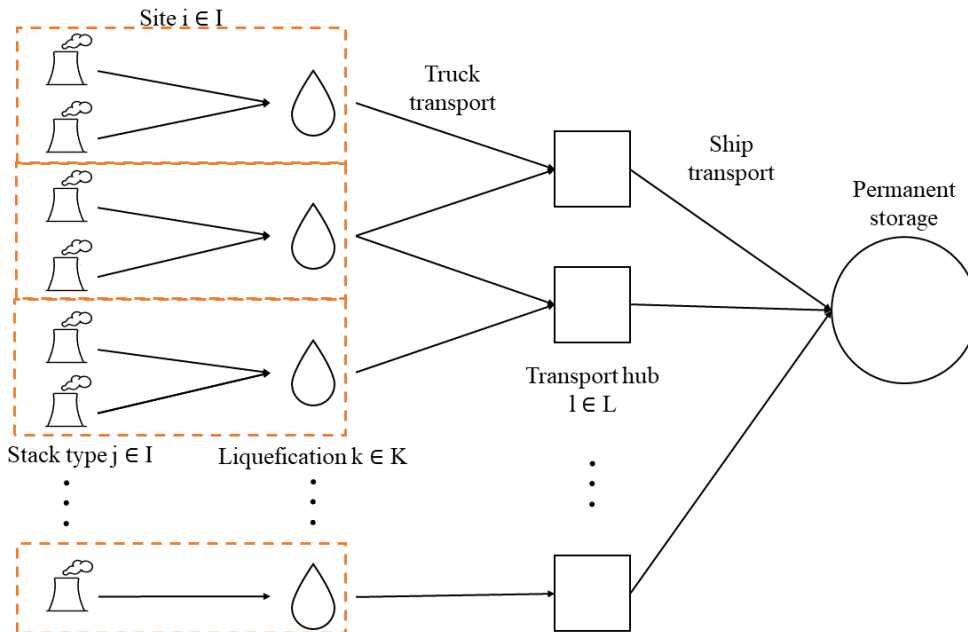 Site i ∈ I
Truck
transport
Ship
transport
Permanent
storage
Transport hub
l ∈ L
Stack type j ∈ I
Liquefication k ∈ K